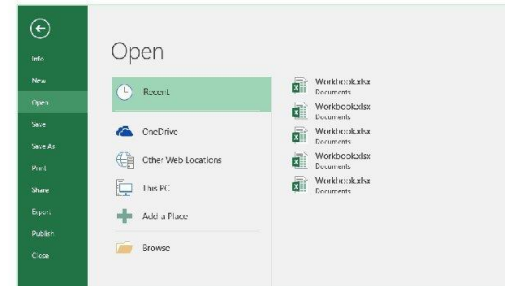 Info
New
Open
Save
Save As
Print
Share
Export
Publish
Close
Open
Recent
OneDrive
Other Web Locations
This PC
Add a Place
Browse
Workbook.xlsx
Documents
Workbook.xlsx
Documents
Workbook.xlsx
Documents
Workbook.xlsx
Documents
Workbook.xlsx
Documents